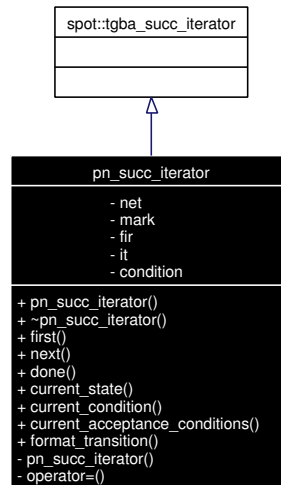 spot::tgba_succ_iterator
pn_succ_iterator
- net
- mark
- fir
- it
- condition
+ pn_succ_iterator()
+ ~pn_succ_iterator()
+ first()
+ next()
+ done()
+ current_state()
+ current_condition()
+ current_acceptance_conditions()
+ format_transition()
- pn_succ_iterator()
- operator=()